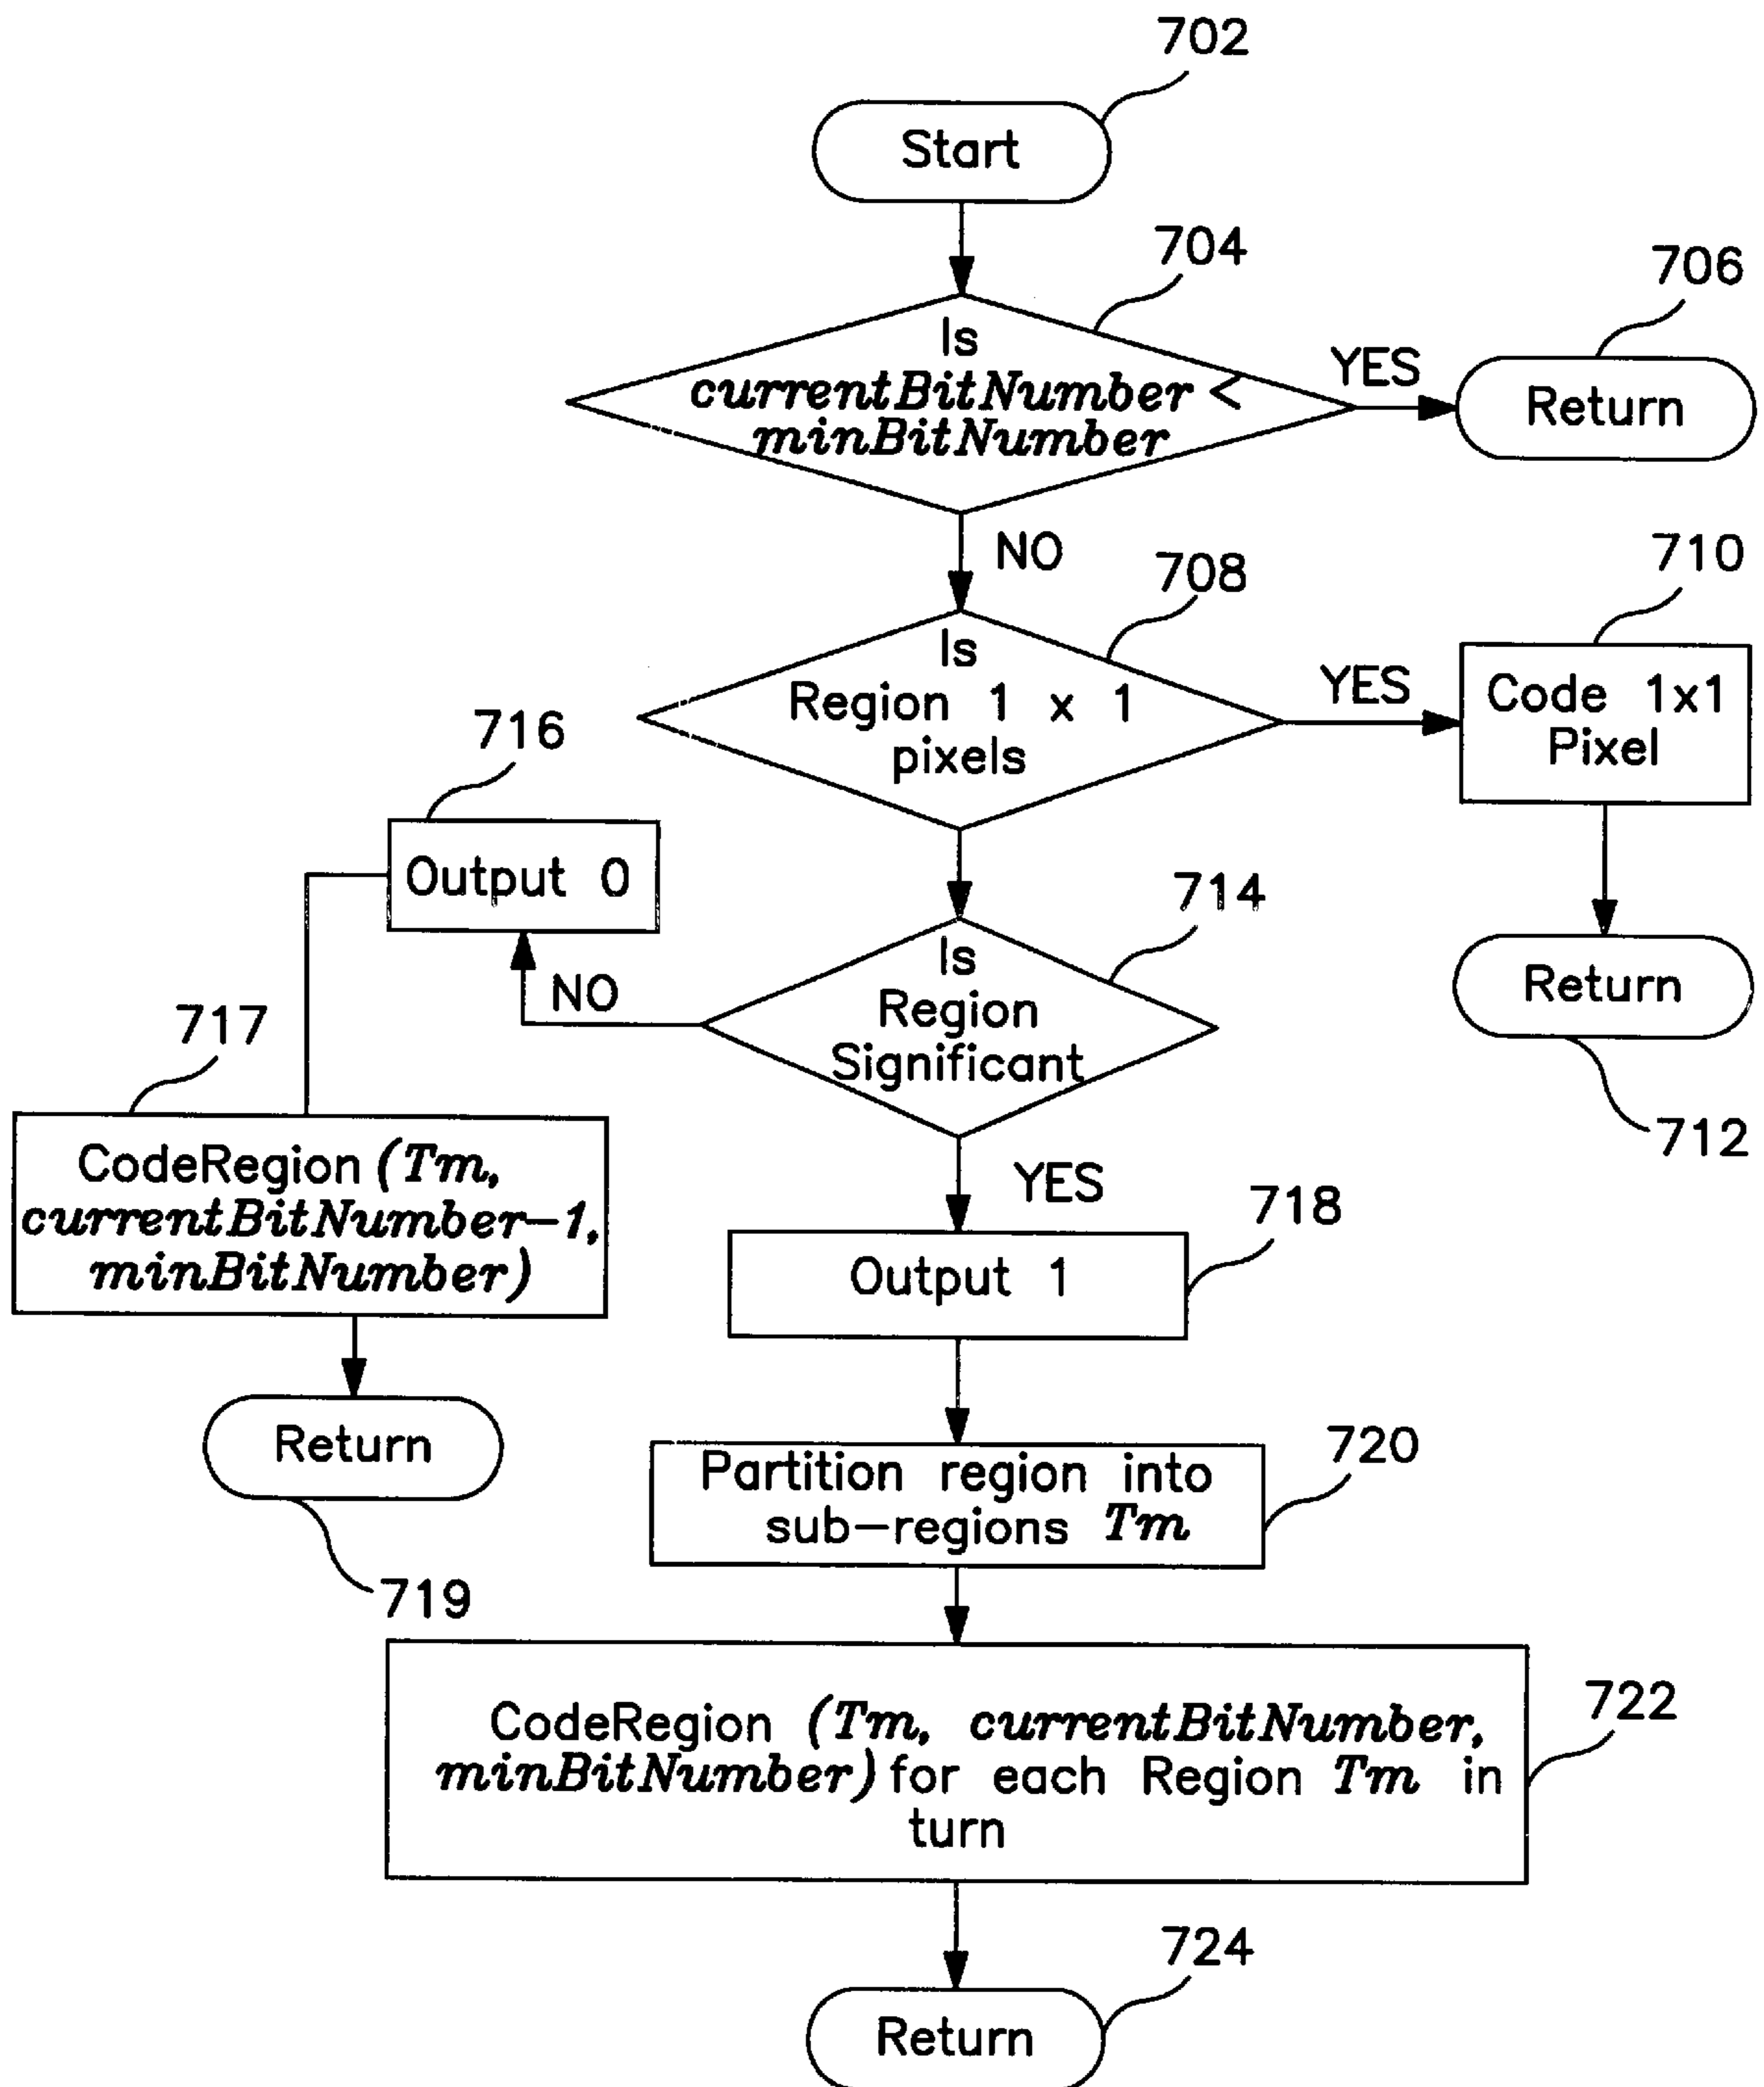 702
Start
704
Is
currentBitNumber <
minBitNumber
YES
706
Return
NO
708
Is
Region 1 x 1
pixels
YES
710
Code 1x1
Pixel
716
Output 0
714
Is
Region
Significant
NO
Return
712
717
CodeRegion (Tm,
currentBitNumber-1,
minBitNumber)
YES
718
Output 1
Return
719
720
Partition region into
sub-regions Tm
722
CodeRegion (Tm, currentBitNumber,
minBitNumber) for each Region Tm in
turn
724
Return